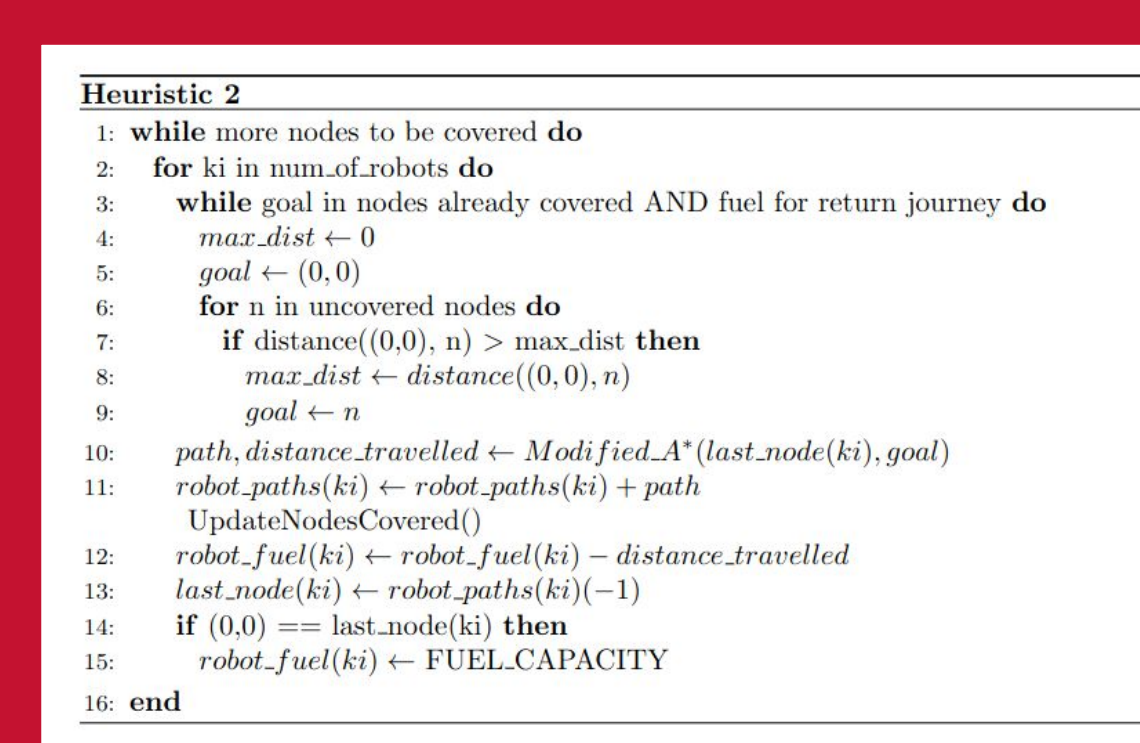 Heuristic 2
1: while more nodes to be covered do
2: for ki in num_of_robots do
3: while goal in nodes already covered AND fuel for return journey do
4: max_dist ← 0
5: goal ← (0,0)
6: for n in uncovered nodes do
7: if distance((0,0), n) > max_dist then
8: max_dist ← distance((0,0),n)
9: goal ← n
10: path, distance_travelled ← Modified_A*(last_node(ki), goal)
11: robot_paths(ki) ← robot_paths(ki) + path
UpdateNodesCovered()
12: robot_fuel(ki) ← robot_fuel(ki) − distance_travelled
13: last_node(ki) ← robot_paths(ki)(−1)
14: if (0,0) == last_node(ki) then
15: robot_fuel(ki) ← FUEL_CAPACITY
16: end